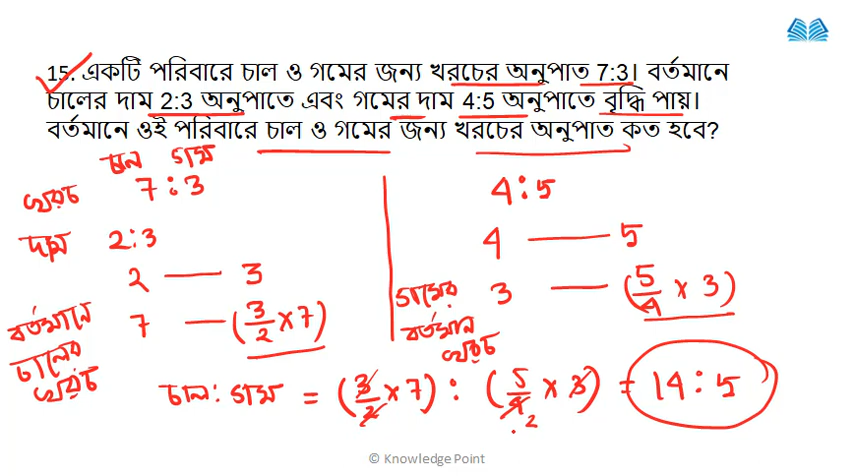 15. একটি পরিবারে চাল ও গমের জন্য খরচের অনুপাত 7:3। বর্তমানে
চালের দাম 2:3 অনুপাতে এবং গমের দাম 4:5 অনুপাতে বৃদ্ধি পায়।
বর্তমানে ওই পরিবারে চাল ও গমের জন্য খরচের অনুপাত কত হবে?
চাল গম
খরচ 7:3
দাম 2:3
2 — 3
বর্তমানে 7 — (3/2 × 7)
চালের
খরচ
4:5
4 — 5
গমের 3 — (5/4 × 3)
বর্তমান
খরচ
চাল : গম = (3/2 × 7) : (5/4 × 3) = 14:5
2
© Knowledge Point